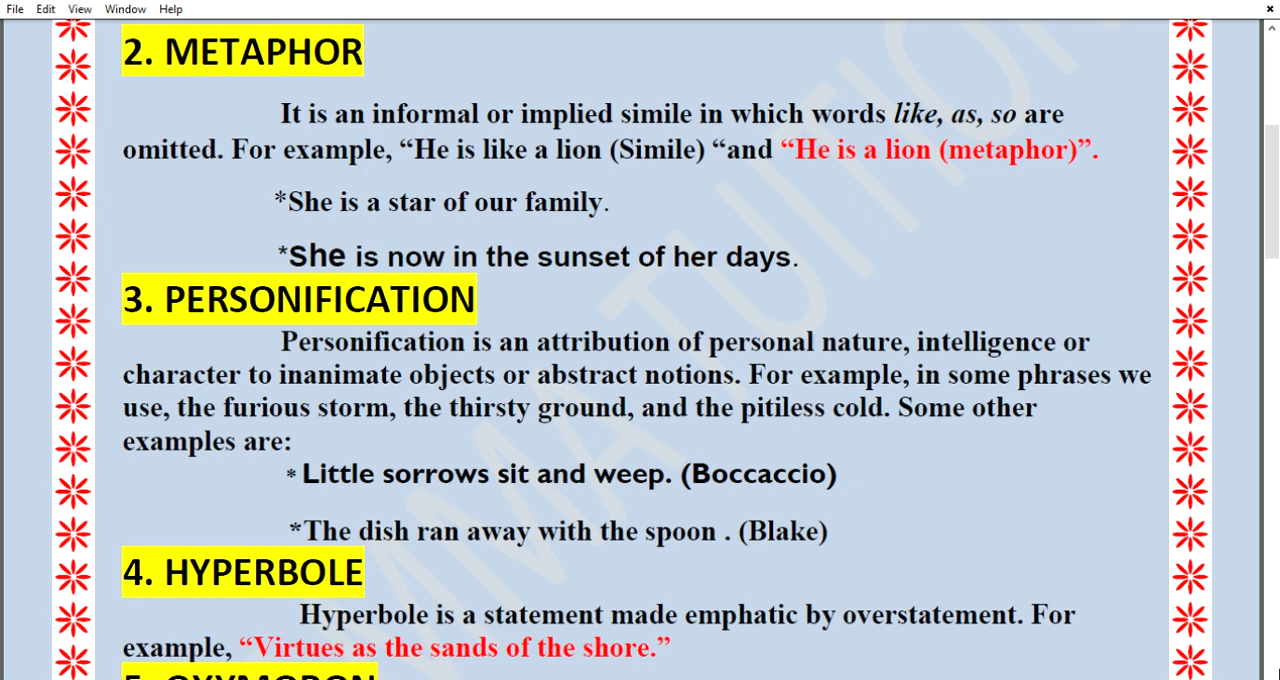 File Edit View Window Help
2. METAPHOR
It is an informal or implied simile in which words like, as, so are
omitted. For example, “He is like a lion (Simile) “and “He is a lion (metaphor)”.
*She is a star of our family.
*She is now in the sunset of her days.
3. PERSONIFICATION
Personification is an attribution of personal nature, intelligence or
character to inanimate objects or abstract notions. For example, in some phrases we
use, the furious storm, the thirsty ground, and the pitiless cold. Some other
examples are:
* Little sorrows sit and weep. (Boccaccio)
*The dish ran away with the spoon . (Blake)
4. HYPERBOLE
Hyperbole is a statement made emphatic by overstatement. For
example, “Virtues as the sands of the shore.”
5. OXYMORON